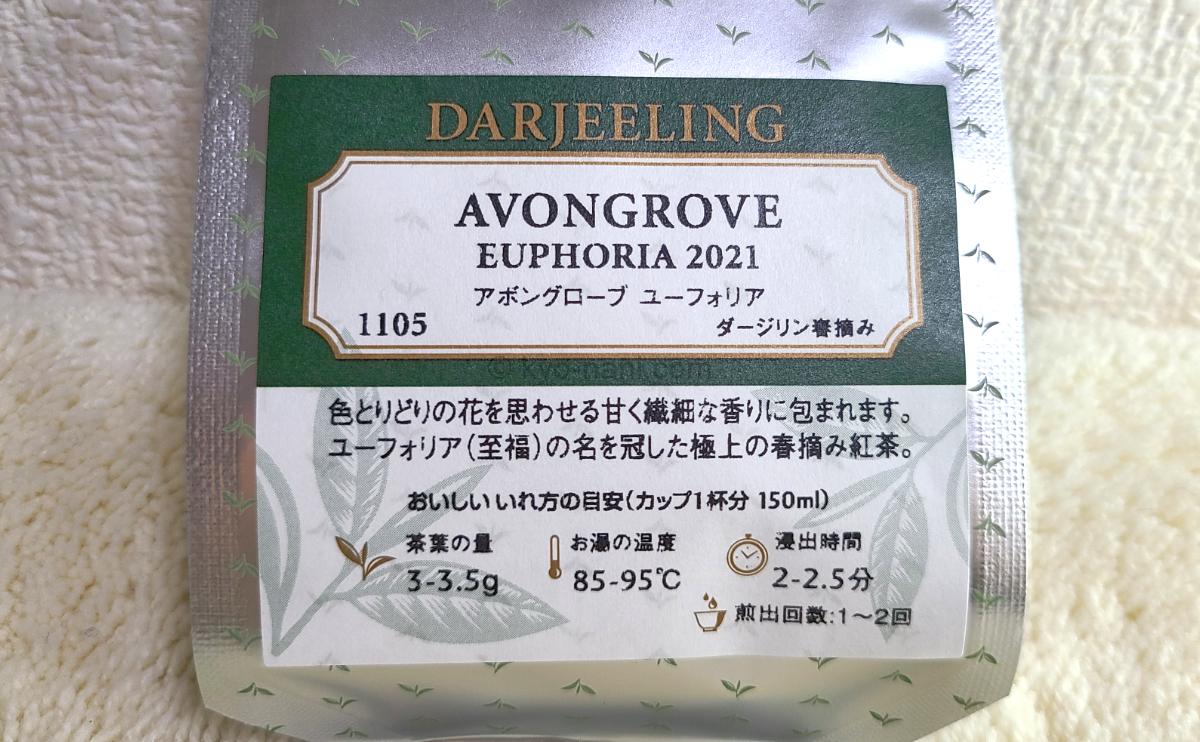 DARJEELING
AVONGROVE
EUPHORIA 2021
アボングローブ ユーフォリア
1105 ダージリン春摘み
© kyo-nani.com
色とりどりの花を思わせる甘く繊細な香りに包まれます。
ユーフォリア(至福)の名を冠した極上の春摘み紅茶。
おいしいいれ方の目安(カップ1杯分 150ml)
茶葉の量 お湯の温度 浸出時間
3-3.5g 85-95℃ 2-2.5分
煎出回数:1～2回